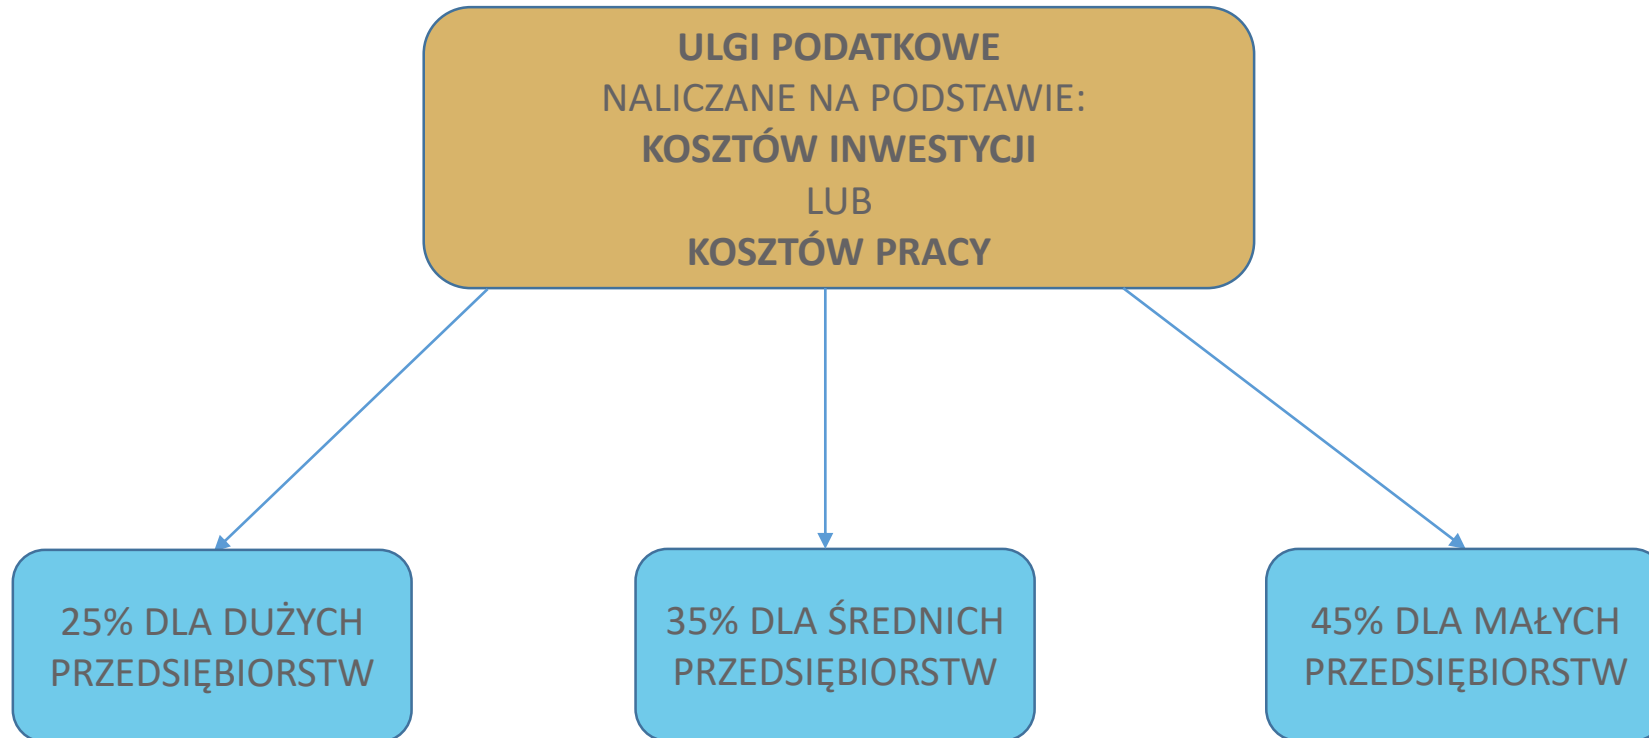 ULGI PODATKOWE
NALICZANE NA PODSTAWIE:
KOSZTÓW INWESTYCJI
LUB
KOSZTÓW PRACY
25% DLA DUŻYCH
PRZEDSIĘBIORSTW
35% DLA ŚREDNICH
PRZEDSIĘBIORSTW
45% DLA MAŁYCH
PRZEDSIĘBIORSTW